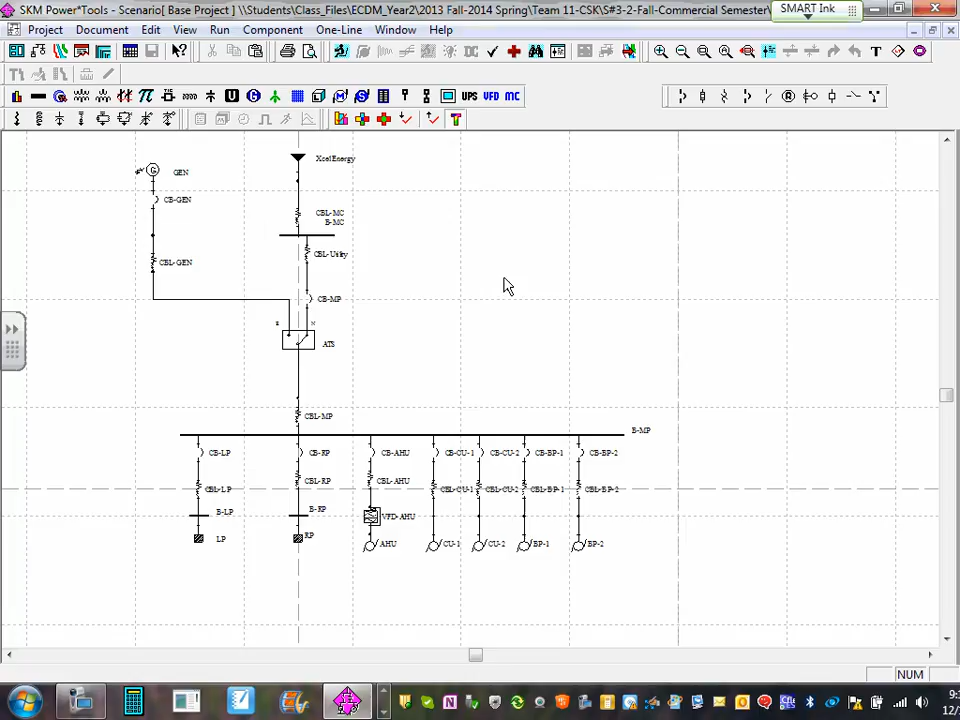 SKM Power*Tools - Scenario[ Base Project ] \\Students\Class_Files\ECDM_Year2\2013 Fall-2014 Spring\Team 11-CSK\S#3-2-Fall-Commercial Semester\
SMART Ink
Project Document Edit View Run Component One-Line Window Help
DC
UPS VFD MC
GEN
XcelEnergy
CB-GEN
CBL-MC
B-MC
CBL-Utility
CBL-GEN
CB-MP
ATS
CBL-MP
B-MP
CB-LP CB-RP CB-AHU CB-CU-1 CB-CU-2 CB-BP-1 CB-BP-2
CBL-RP CBL-AHU
CBL-LP CBL-CU-1 CBL-CU-2 CBL-BP-1 CBL-BP-2
B-LP B-RP VFD-AHU
LP RP AHU CU-1 CU-2 BP-1 BP-2
NUM